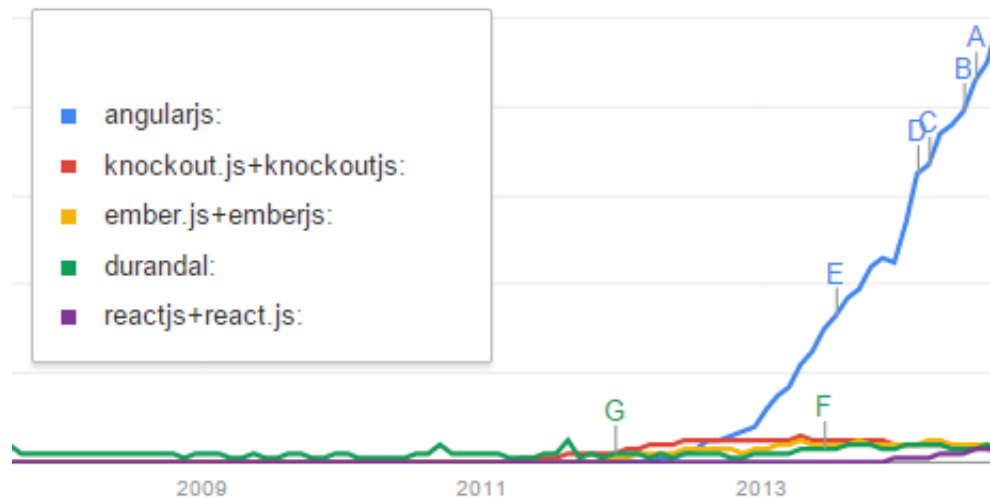 angularjs:
knockout.js+knockoutjs:
ember.js+emberjs:
durandal:
reactjs+react.js:
A
B
D
C
E
G
F
2009
2011
2013